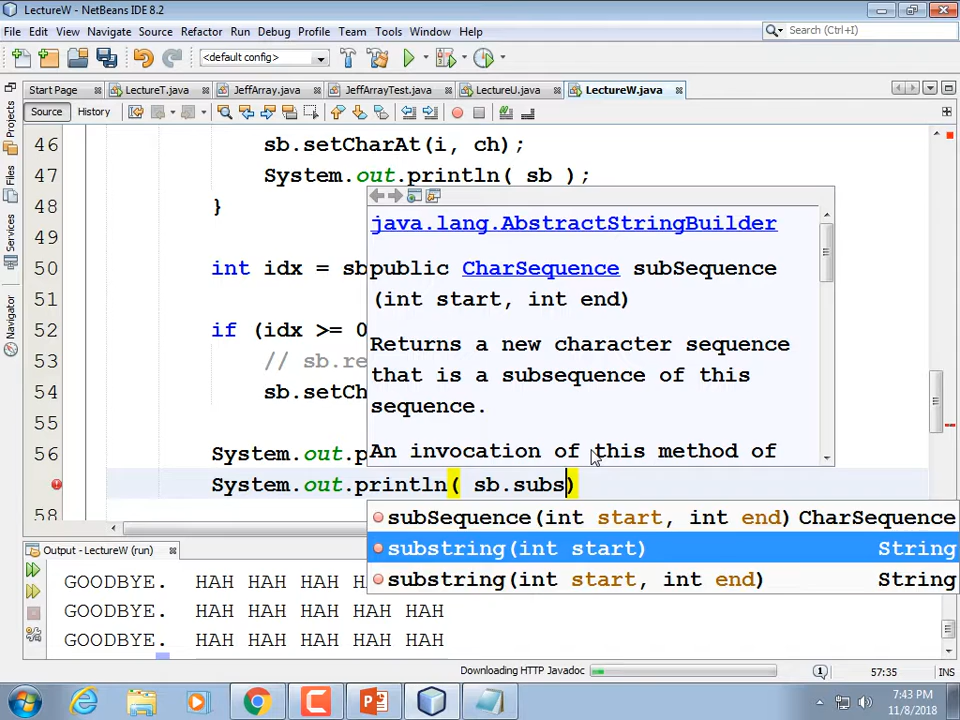 LectureW - NetBeans IDE 8.2
File Edit View Navigate Source Refactor Run Debug Profile Team Tools Window Help
Search (Ctrl+I)
<default config>
Start Page LectureT.java JeffArray.java JeffArrayTest.java LectureU.java LectureW.java
Source History
Projects
Files
Services
Navigator
46 sb.setCharAt(i, ch);
47 System.out.println( sb );
48 }
49
50 int idx = sb
51
52 if (idx >= 0
53 // sb.re
54 sb.setCh
55
56 System.out.p
System.out.println( sb.subs)
58
java.lang.AbstractStringBuilder
public CharSequence subSequence
(int start, int end)
Returns a new character sequence
that is a subsequence of this
sequence.
An invocation of this method of
subSequence(int start, int end) CharSequence
substring(int start) String
substring(int start, int end) String
Output - LectureW (run)
GOODBYE. HAH HAH HAH H
GOODBYE. HAH HAH HAH HAH HAH
GOODBYE. HAH HAH HAH HAH HAH
Downloading HTTP Javadoc 1 57:35 INS
7:43 PM
11/8/2018